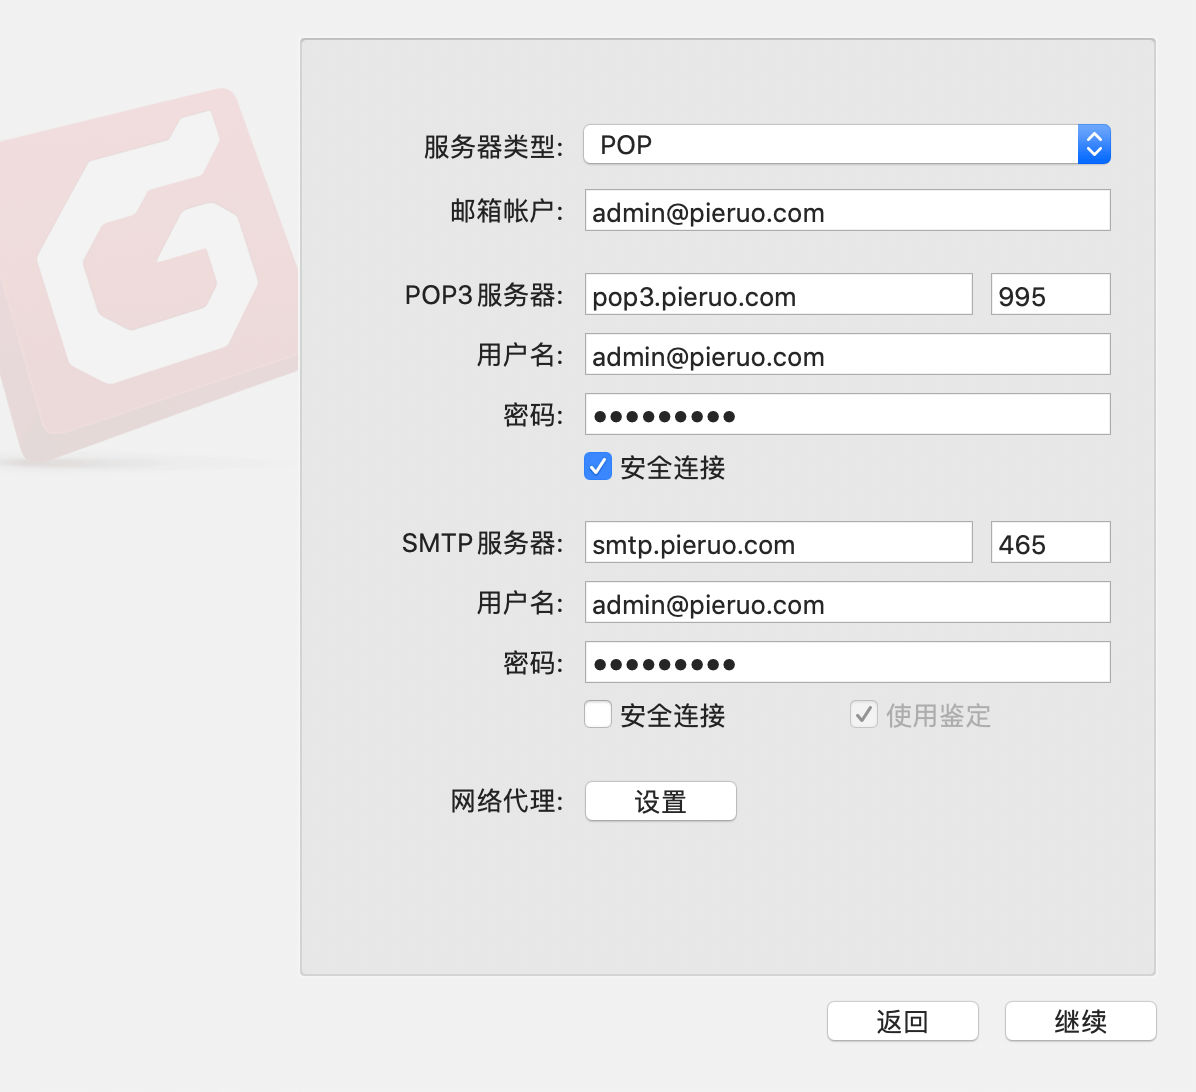 服务器类型: POP
邮箱帐户: admin@pieruo.com
POP3服务器: pop3.pieruo.com 995
用户名: admin@pieruo.com
密码: ●●●●●●●●●
安全连接
SMTP服务器: smtp.pieruo.com 465
用户名: admin@pieruo.com
密码: ●●●●●●●●●
安全连接 使用鉴定
网络代理: 设置
返回 继续